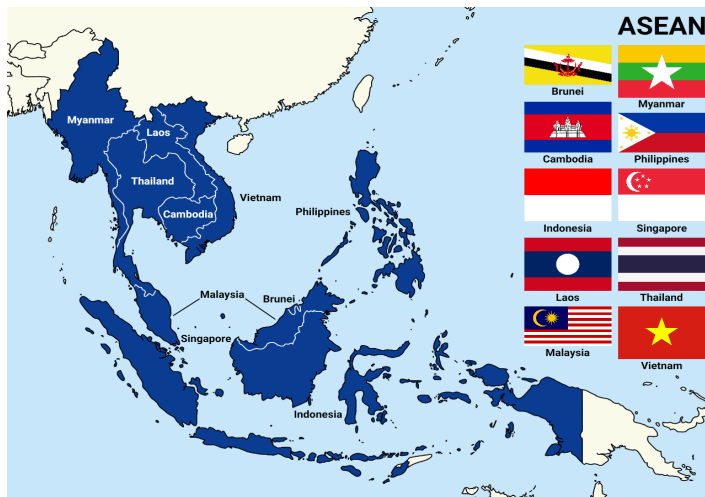 ASEAN
Brunei
Myanmar
Cambodia
Philippines
Indonesia
Singapore
Laos
Thailand
Malaysia
Vietnam
Myanmar
Laos
Thailand
Cambodia
Vietnam
Philippines
Malaysia
Brunei
Singapore
Indonesia